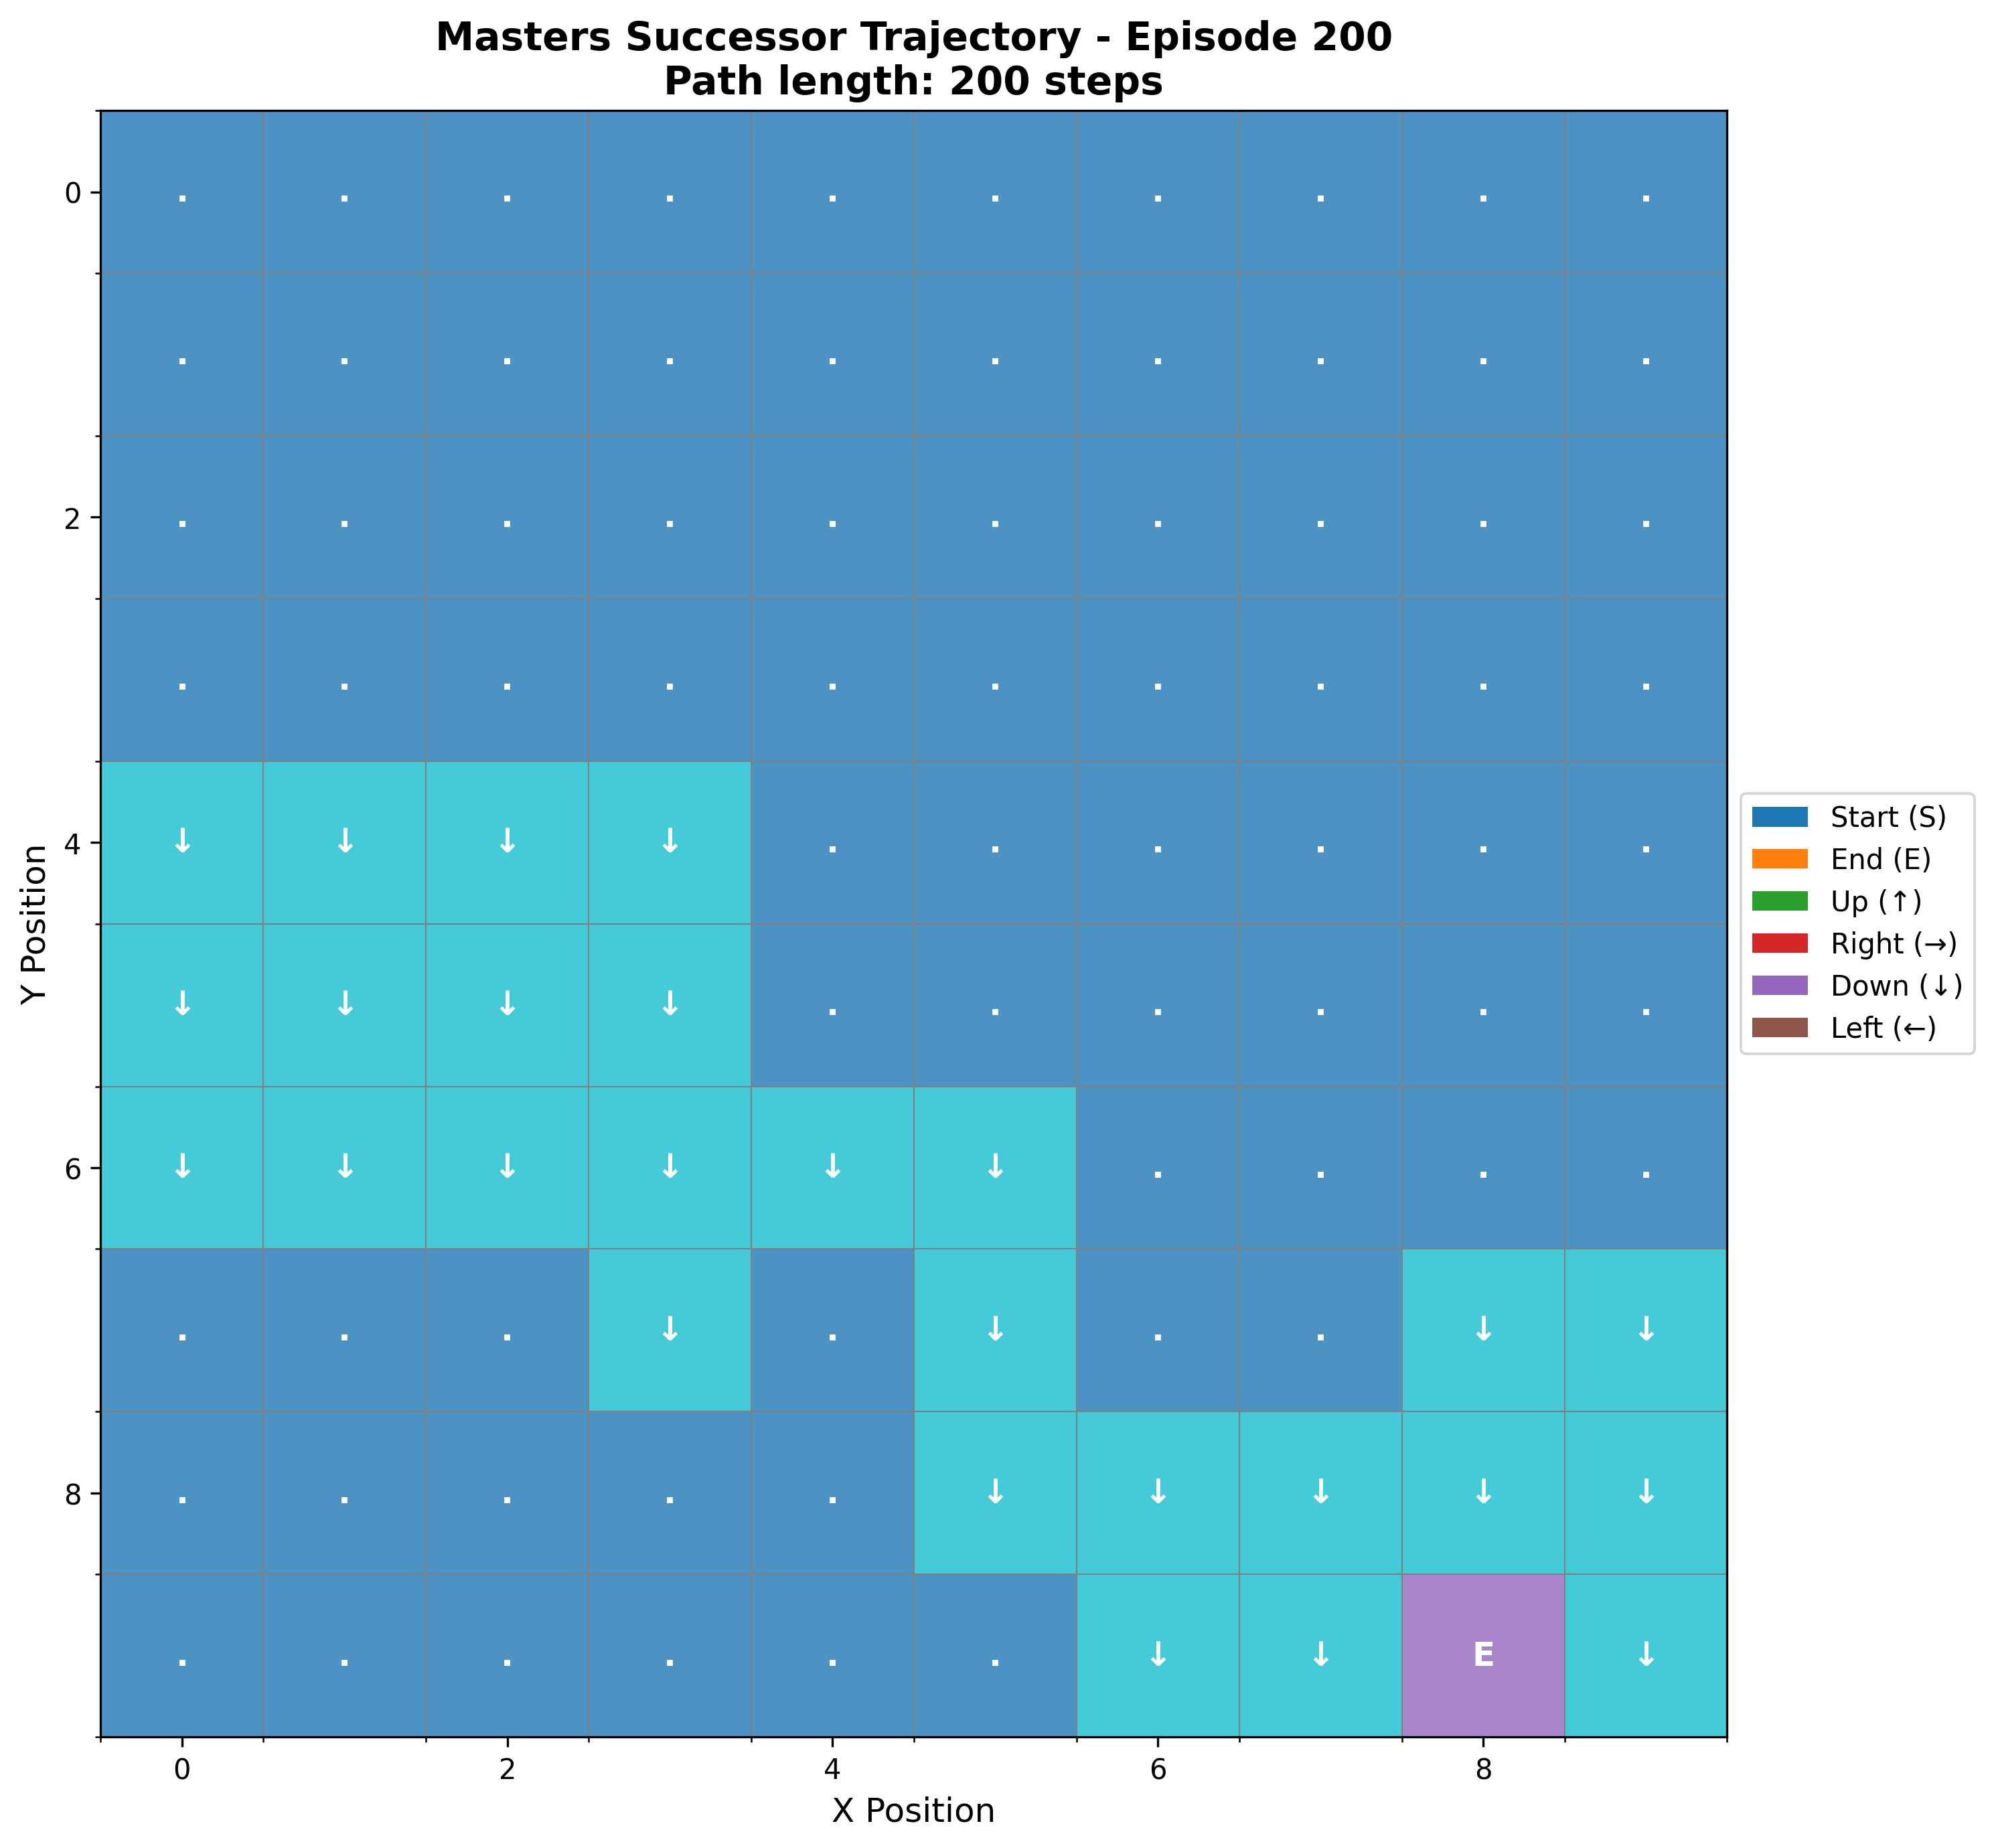 Masters Successor Trajectory - Episode 200
Path length: 200 steps
0 . . . . . . . . . .
. . . . . . . . . .
2 . . . . . . . . . .
. . . . . . . . . .
4 ↓ ↓ ↓ ↓ . . . . . .
↓ ↓ ↓ ↓ . . . . . .
6 ↓ ↓ ↓ ↓ ↓ ↓ . . . .
. . . ↓ . ↓ . . ↓ ↓
8 . . . . . ↓ ↓ ↓ ↓ ↓
. . . . . . ↓ ↓ E ↓
0 2 4 6 8
X Position
Y Position
Start (S)
End (E)
Up (↑)
Right (→)
Down (↓)
Left (←)